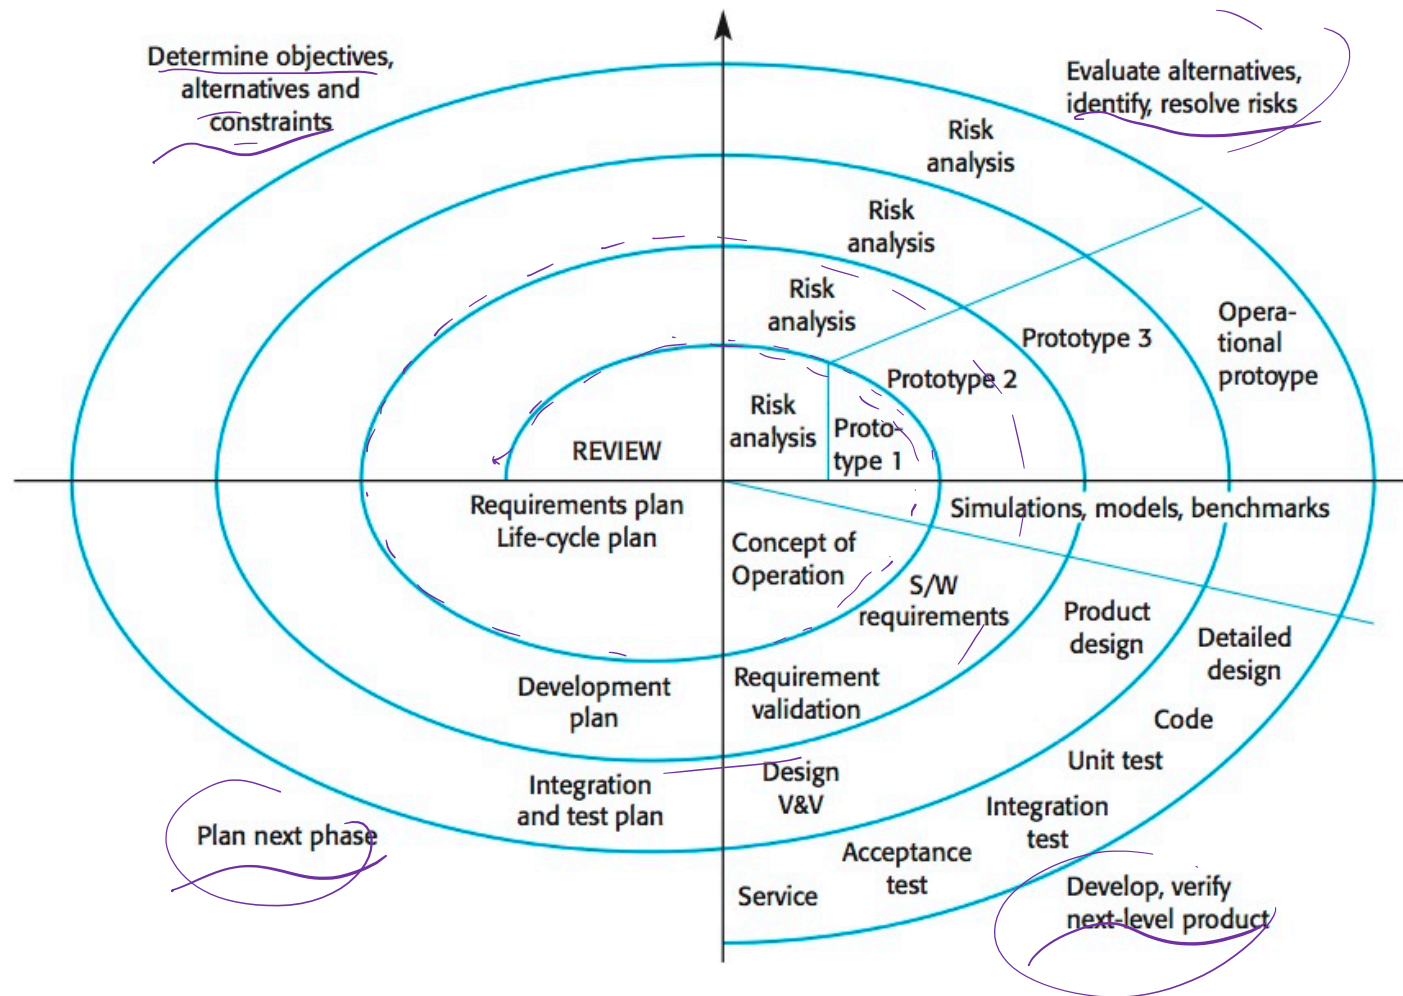 Determine objectives,
alternatives and
constraints
Evaluate alternatives,
identify, resolve risks
Risk
analysis
Risk
analysis
Risk
analysis
Risk
analysis
Proto-
type 1
Prototype 2
Prototype 3
Opera-
tional
protoype
REVIEW
Requirements plan
Life-cycle plan
Development
plan
Integration
and test plan
Plan next phase
Simulations, models, benchmarks
Concept of
Operation
S/W
requirements
Requirement
validation
Product
design
Detailed
design
Code
Unit test
Design
V&V
Integration
test
Acceptance
test
Service
Develop, verify
next-level product